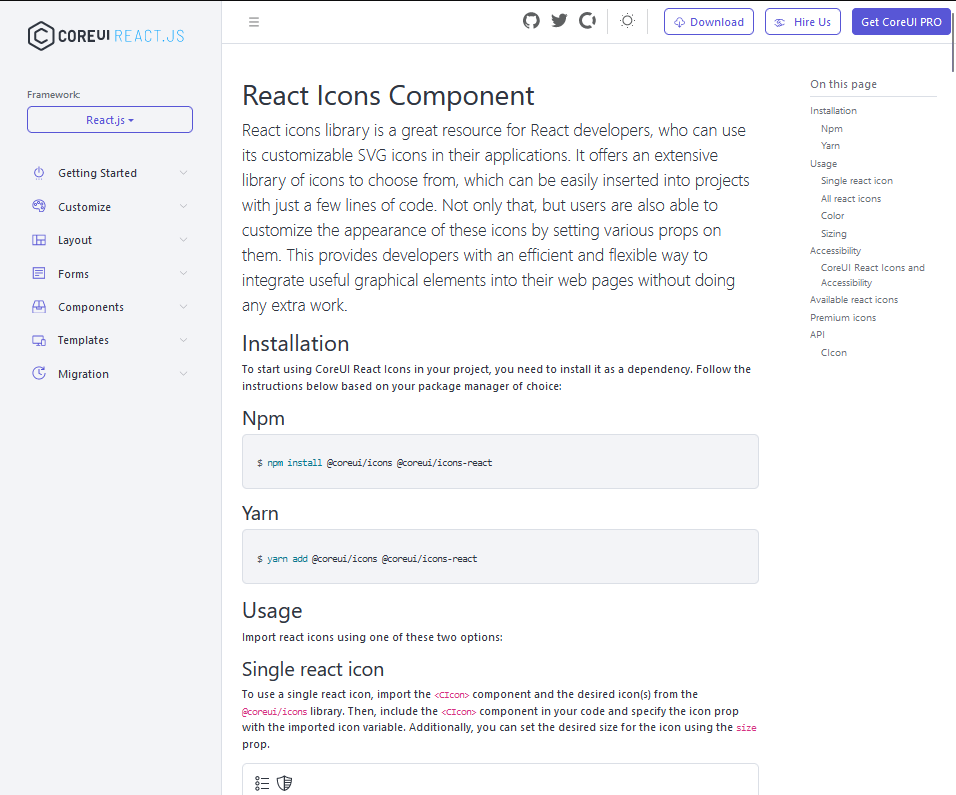 COREUI REACT.JS
Download
Hire Us
Get CoreUI PRO
Framework:
React.js
Getting Started
Customize
Layout
Forms
Components
Templates
Migration
React Icons Component
React icons library is a great resource for React developers, who can use
its customizable SVG icons in their applications. It offers an extensive
library of icons to choose from, which can be easily inserted into projects
with just a few lines of code. Not only that, but users are also able to
customize the appearance of these icons by setting various props on
them. This provides developers with an efficient and flexible way to
integrate useful graphical elements into their web pages without doing
any extra work.
Installation
To start using CoreUI React Icons in your project, you need to install it as a dependency. Follow the
instructions below based on your package manager of choice:
Npm
$ npm install @coreui/icons @coreui/icons-react
Yarn
$ yarn add @coreui/icons @coreui/icons-react
Usage
Import react icons using one of these two options:
Single react icon
To use a single react icon, import the <CIcon> component and the desired icon(s) from the
@coreui/icons library. Then, include the <CIcon> component in your code and specify the icon prop
with the imported icon variable. Additionally, you can set the desired size for the icon using the size
prop.
On this page
Installation
Npm
Yarn
Usage
Single react icon
All react icons
Color
Sizing
Accessibility
CoreUI React Icons and
Accessibility
Available react icons
Premium icons
API
CIcon